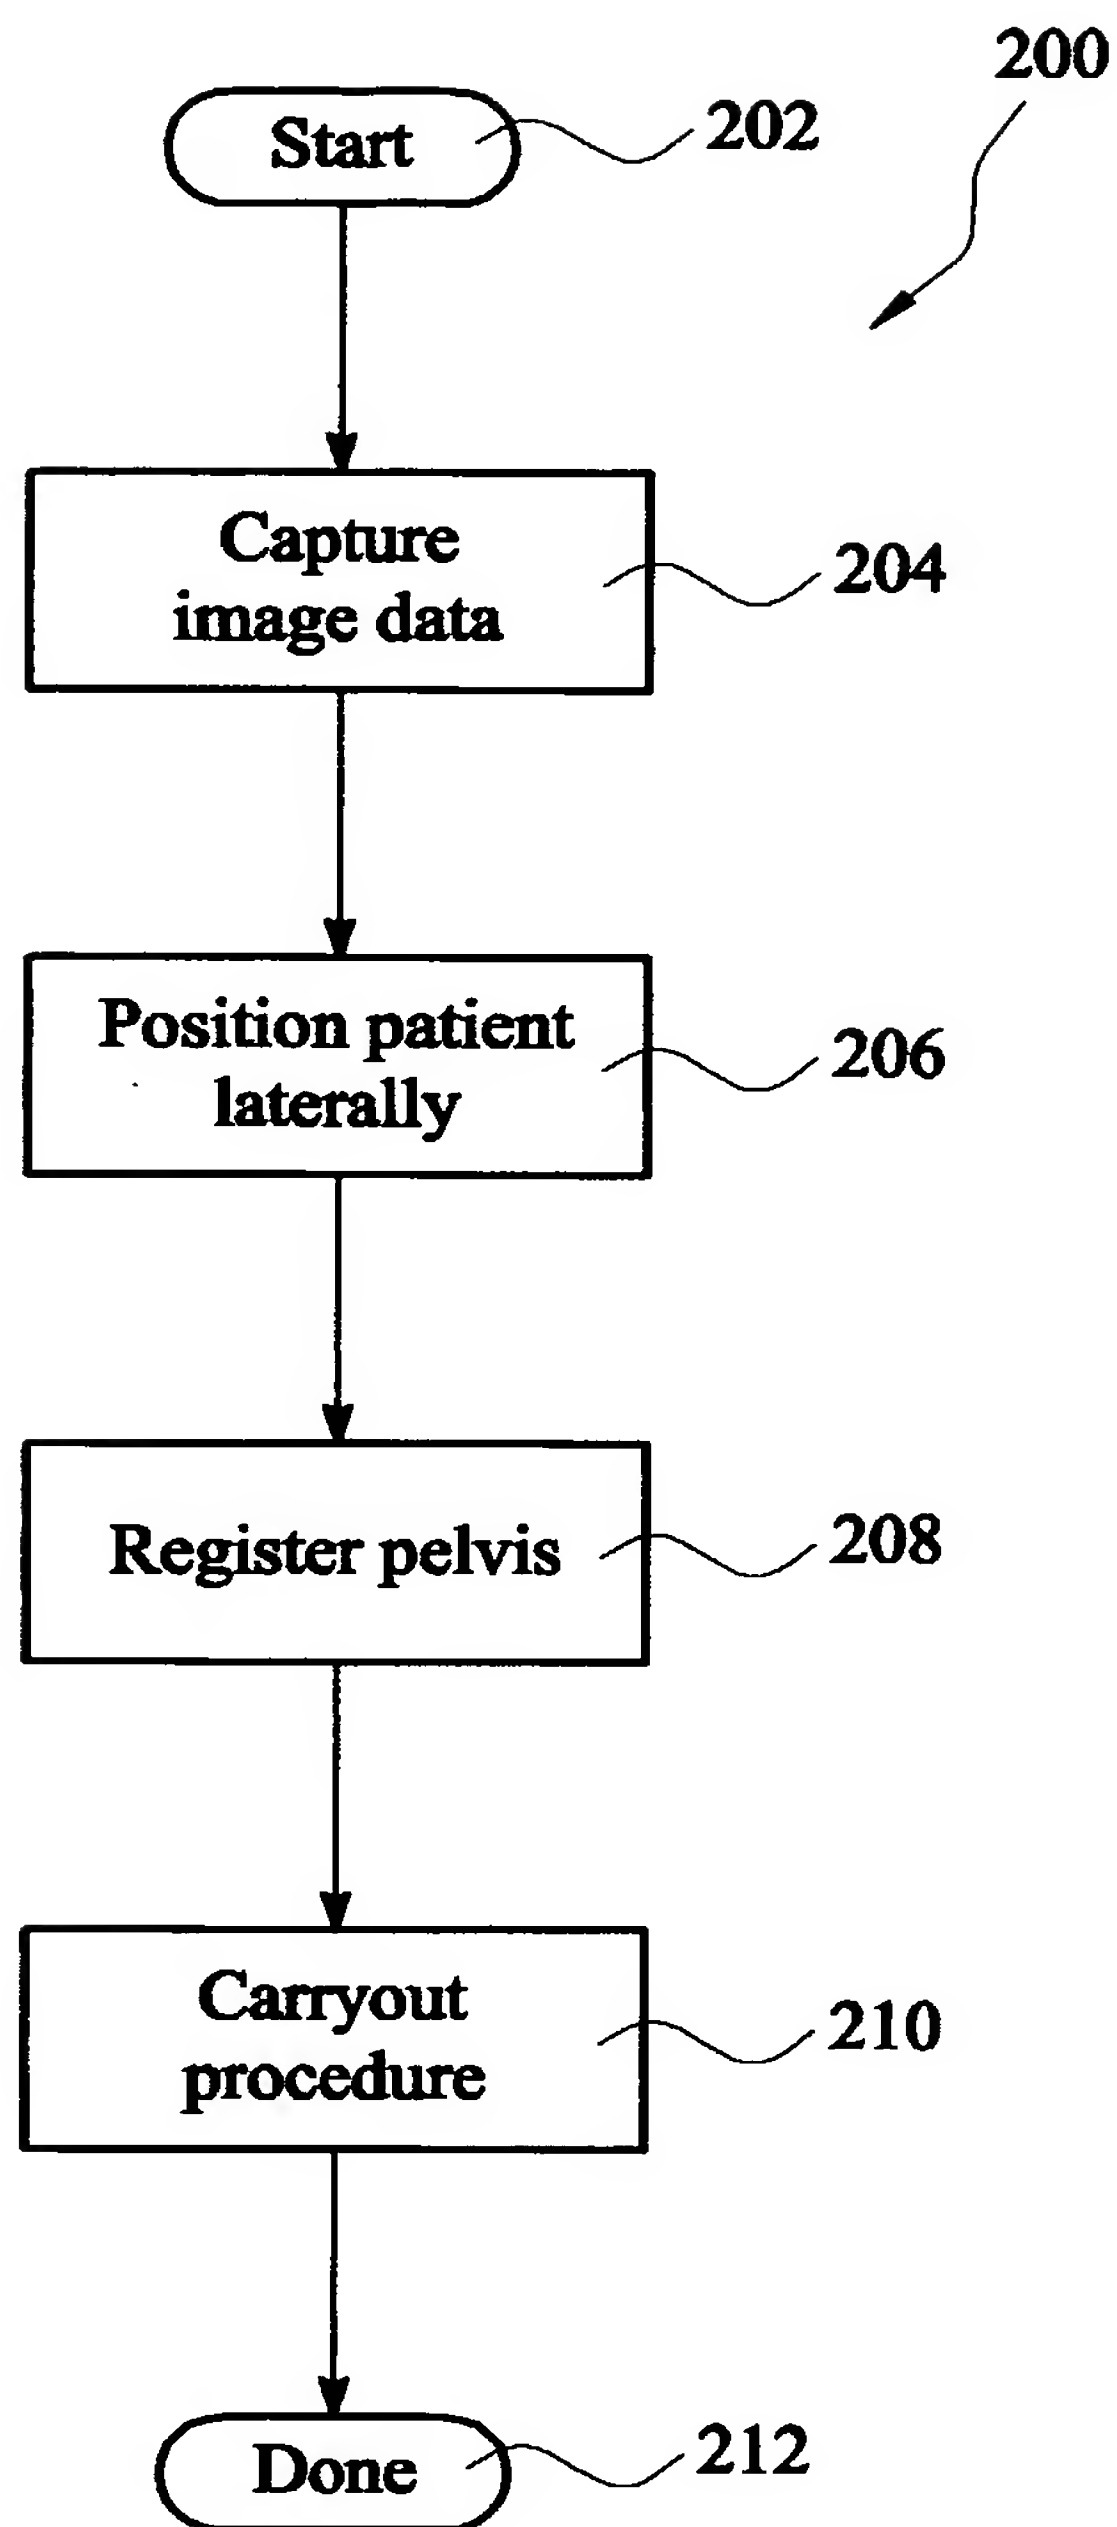 200
Start
202
Capture
image data
204
Position patient
laterally
206
Register pelvis
208
Carryout
procedure
210
Done
212